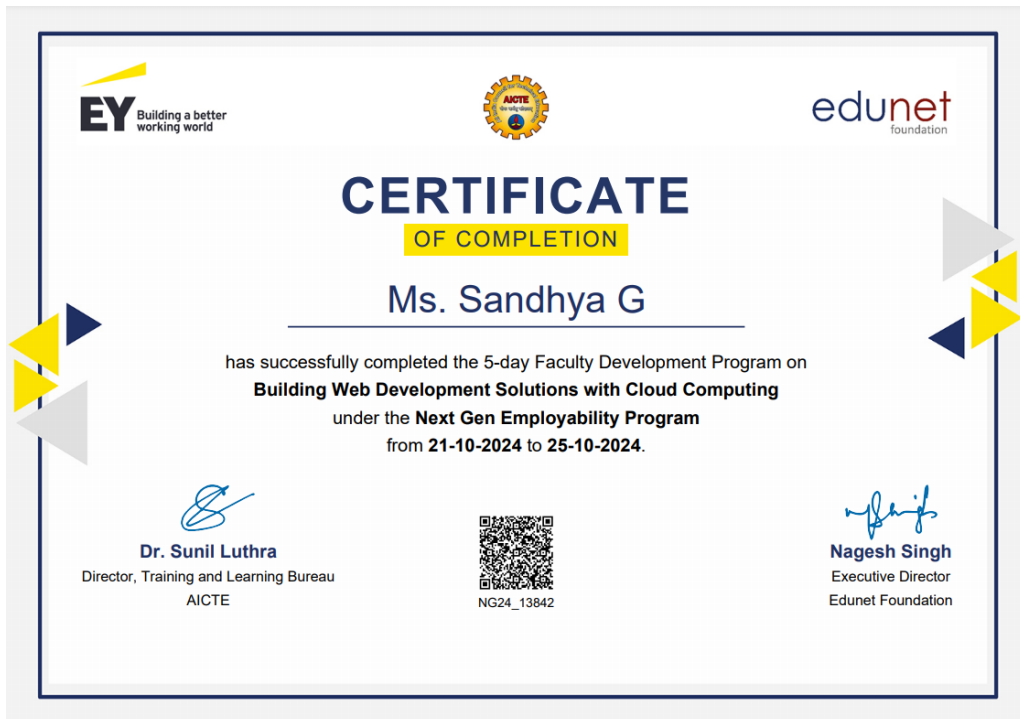 EY Building a better
working world
AICTE
edunet
foundation
CERTIFICATE
OF COMPLETION
Ms. Sandhya G
has successfully completed the 5-day Faculty Development Program on
Building Web Development Solutions with Cloud Computing
under the Next Gen Employability Program
from 21-10-2024 to 25-10-2024.
Dr. Sunil Luthra
Director, Training and Learning Bureau
AICTE
NG24_13842
Nagesh Singh
Executive Director
Edunet Foundation